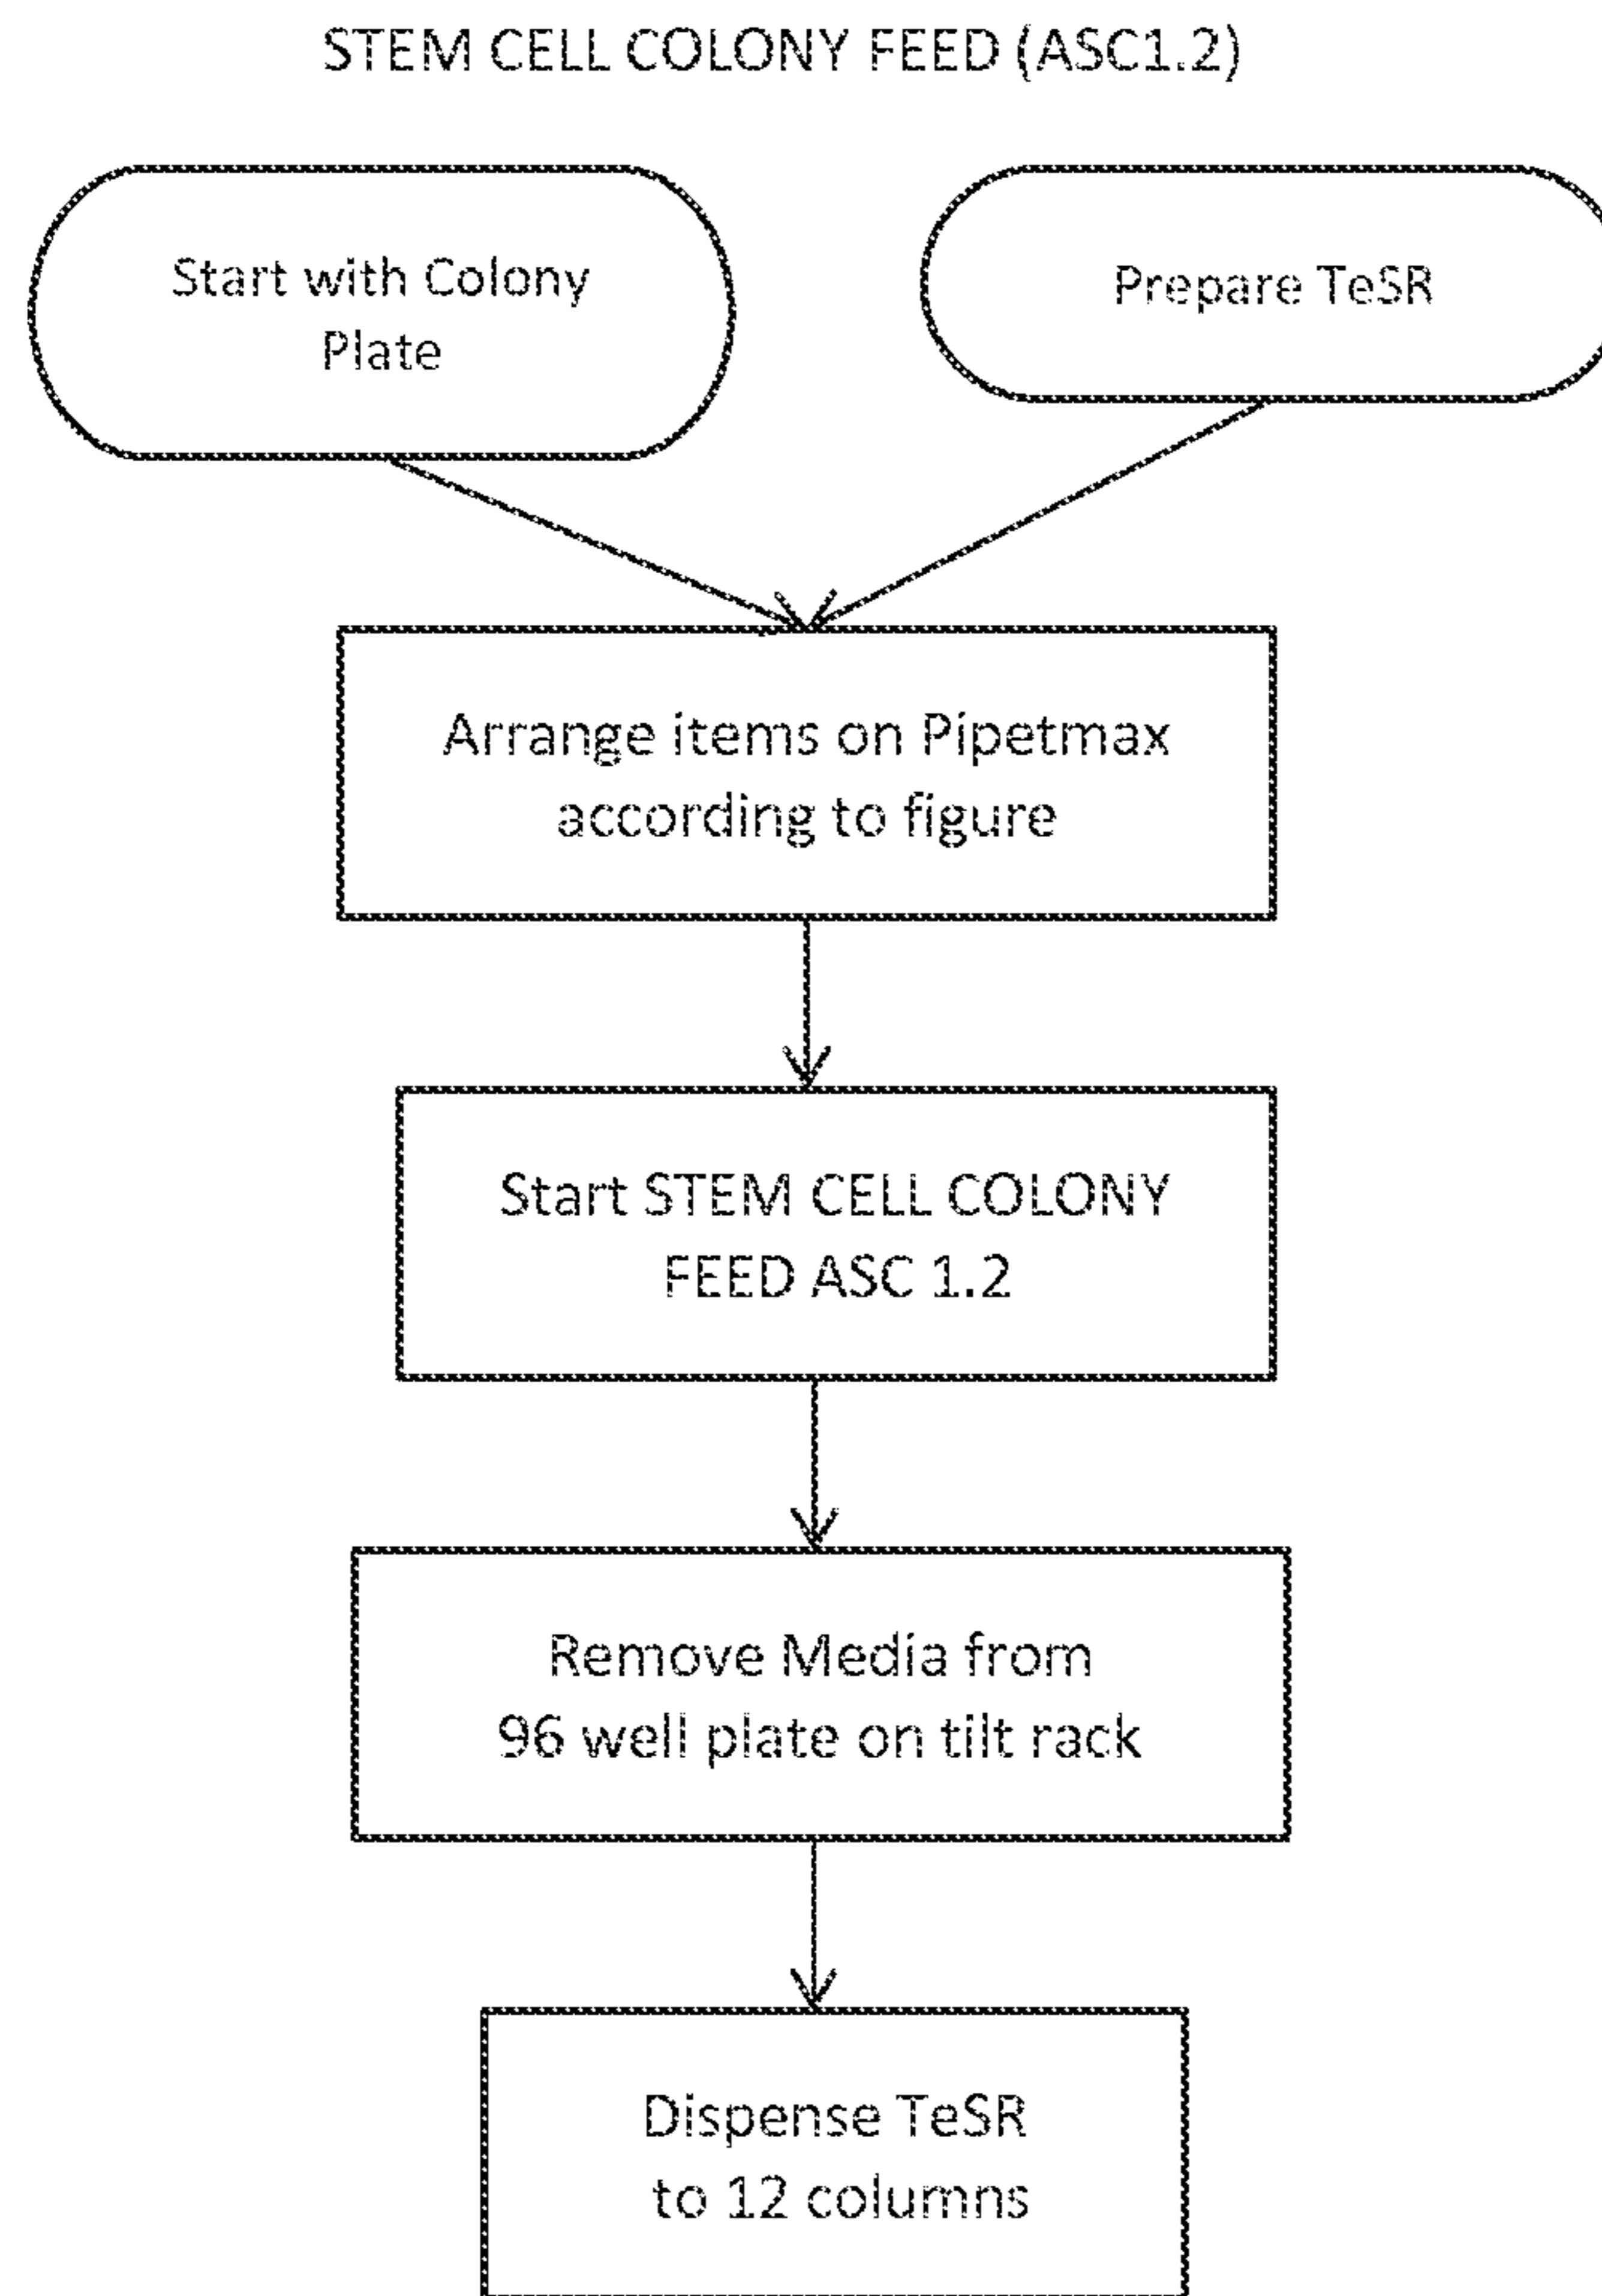 STEM CELL COLONY FEED (ASC1.2)
Start with Colony
Plate
Prepare TeSR
Arrange items on Pipetmax
according to figure
Start STEM CELL COLONY
FEED ASC 1.2
Remove Media from
96 well plate on tilt rack
Dispense TeSR
to 12 columns